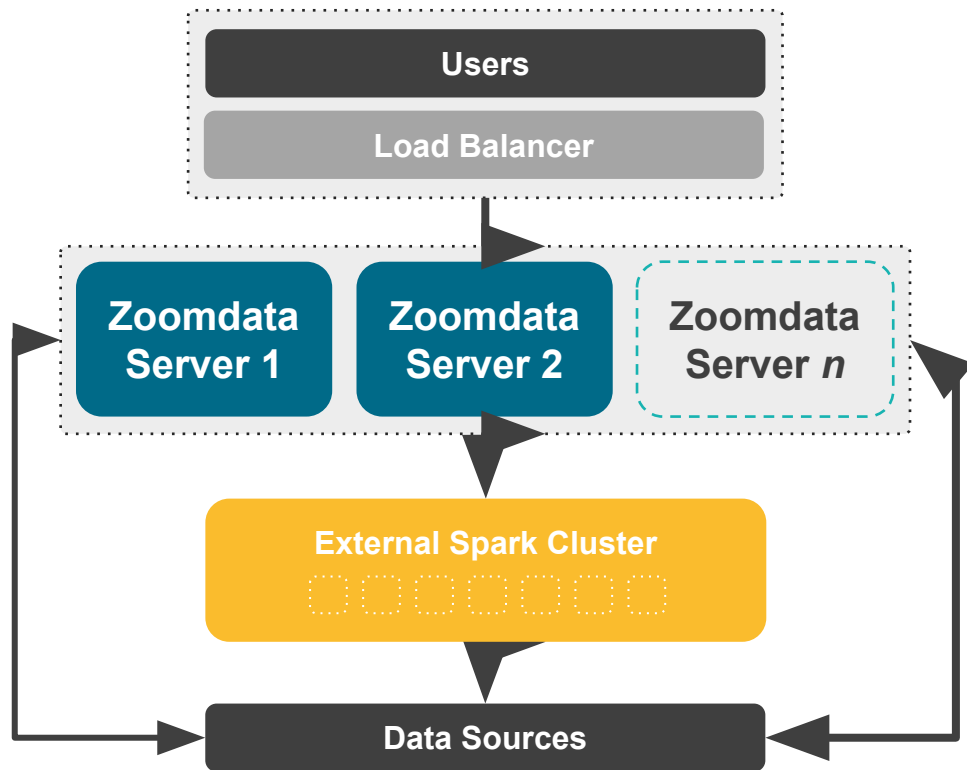 Users
Load Balancer
Zoomdata
Server 1
Zoomdata
Server 2
Zoomdata
Server n
External Spark Cluster
Data Sources